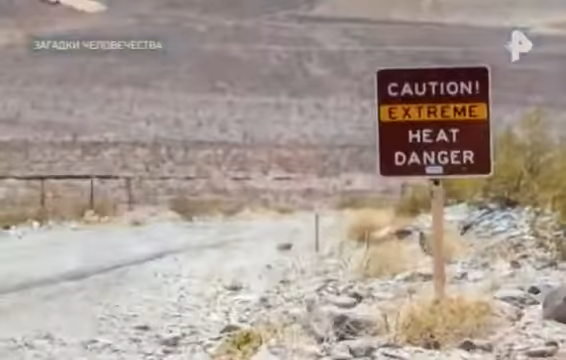 ЗАГАДКИ ЧЕЛОВЕЧЕСТВА
CAUTION!
EXTREME
HEAT
DANGER